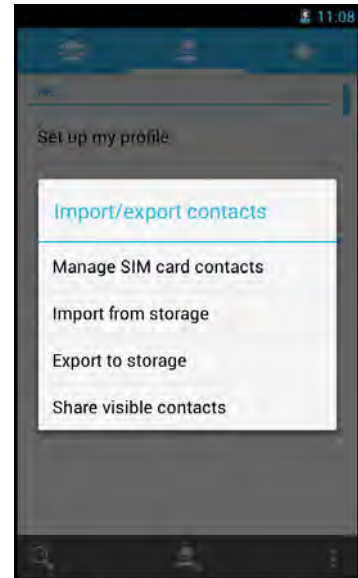 11:08
Set up my profile
Import/export contacts
Manage SIM card contacts
Import from storage
Export to storage
Share visible contacts